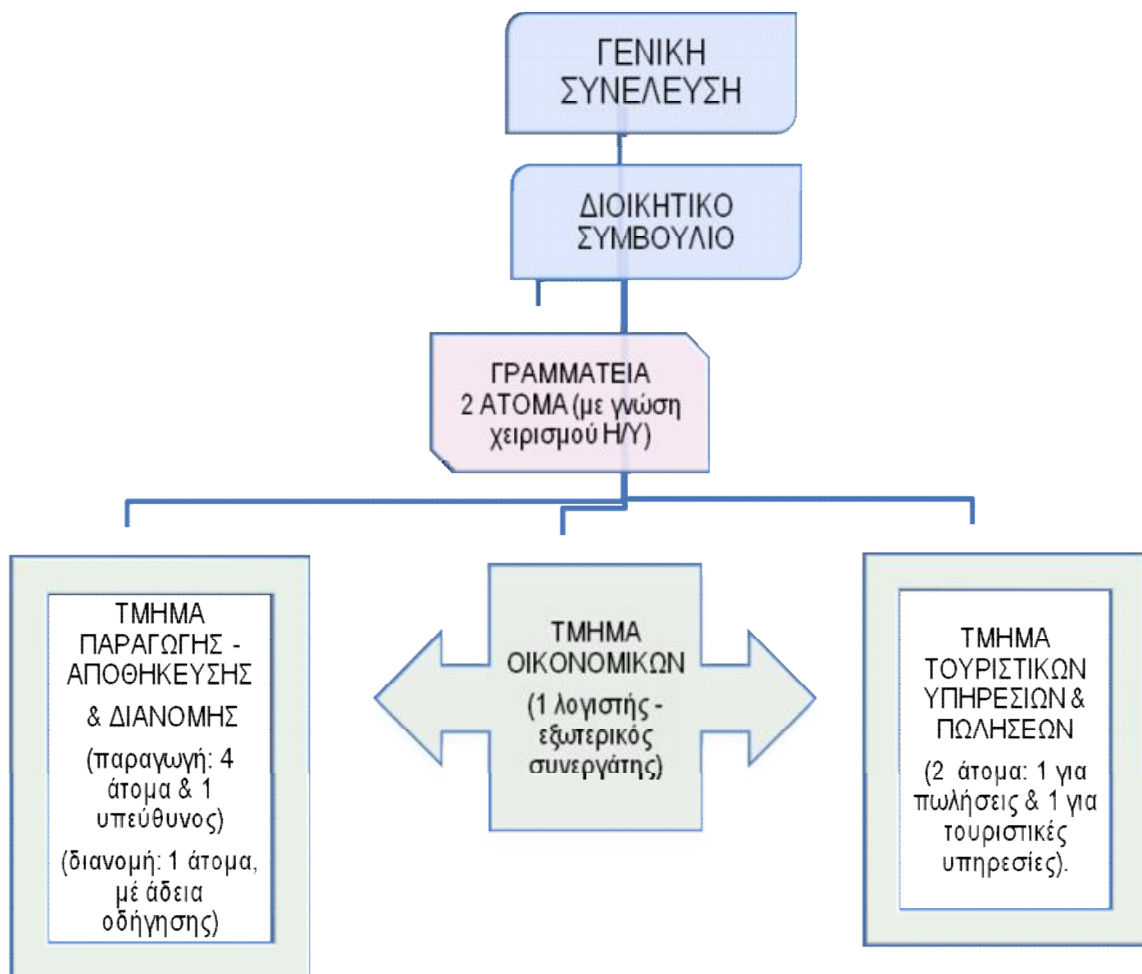 ΓΕΝΙΚΗ
ΣΥΝΕΛΕΥΣΗ
ΔΙΟΙΚΗΤΙΚΟ
ΣΥΜΒΟΥΛΙΟ
ΓΡΑΜΜΑΤΕΙΑ
2 ΑΤΟΜΑ (με γνώση
χειρισμού Η/Υ)
ΤΜΗΜΑ
ΠΑΡΑΓΩΓΗΣ -
ΑΠΟΘΗΚΕΥΣΗΣ
& ΔΙΑΝΟΜΗΣ
(παραγωγή: 4
άτομα & 1
υπεύθυνος)
(διανομή: 1 άτομα,
μέ άδεια
οδήγησης)
ΤΜΗΜΑ
ΟΙΚΟΝΟΜΙΚΩΝ
(1 λογιστής -
εξωτερικός
συνεργάτης)
ΤΜΗΜΑ
ΤΟΥΡΙΣΤΙΚΩΝ
ΥΠΗΡΕΣΙΩΝ &
ΠΩΛΗΣΕΩΝ
(2 άτομα: 1 για
πωλήσεις & 1 για
τουριστικές
υπηρεσίες).